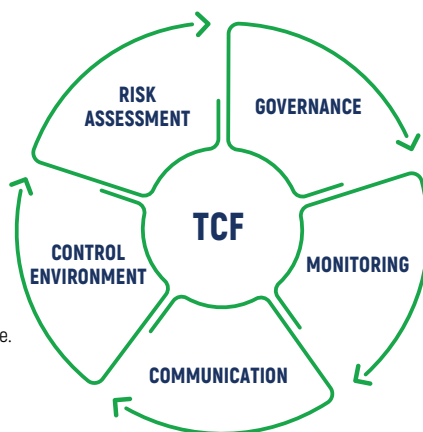 RISK
ASSESSMENT
GOVERNANCE
TCF
CONTROL
ENVIRONMENT
MONITORING
e.
COMMUNICATION